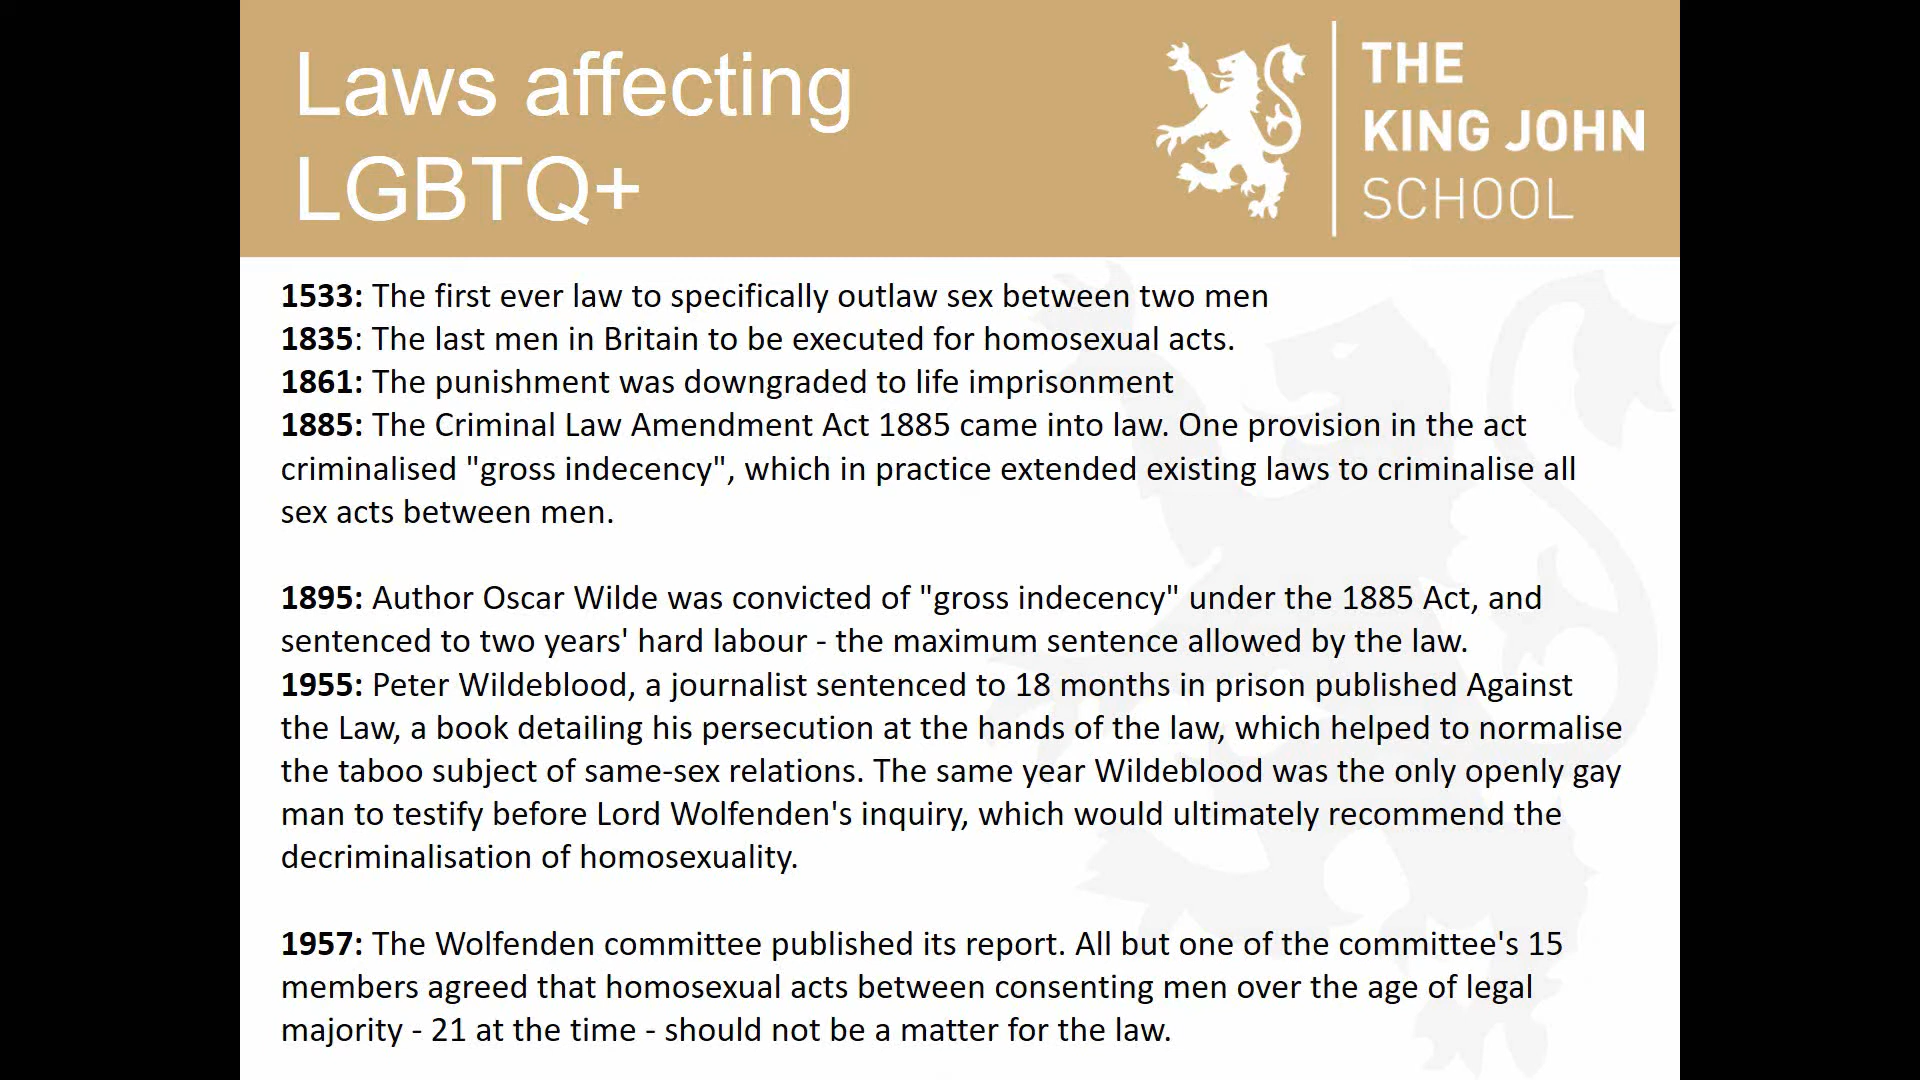 Laws affecting
LGBTQ+
THE
KING JOHN
SCHOOL
1533: The first ever law to specifically outlaw sex between two men
1835: The last men in Britain to be executed for homosexual acts.
1861: The punishment was downgraded to life imprisonment
1885: The Criminal Law Amendment Act 1885 came into law. One provision in the act
criminalised "gross indecency", which in practice extended existing laws to criminalise all
sex acts between men.
1895: Author Oscar Wilde was convicted of "gross indecency" under the 1885 Act, and
sentenced to two years' hard labour - the maximum sentence allowed by the law.
1955: Peter Wildeblood, a journalist sentenced to 18 months in prison published Against
the Law, a book detailing his persecution at the hands of the law, which helped to normalise
the taboo subject of same-sex relations. The same year Wildeblood was the only openly gay
man to testify before Lord Wolfenden's inquiry, which would ultimately recommend the
decriminalisation of homosexuality.
1957: The Wolfenden committee published its report. All but one of the committee's 15
members agreed that homosexual acts between consenting men over the age of legal
majority - 21 at the time - should not be a matter for the law.